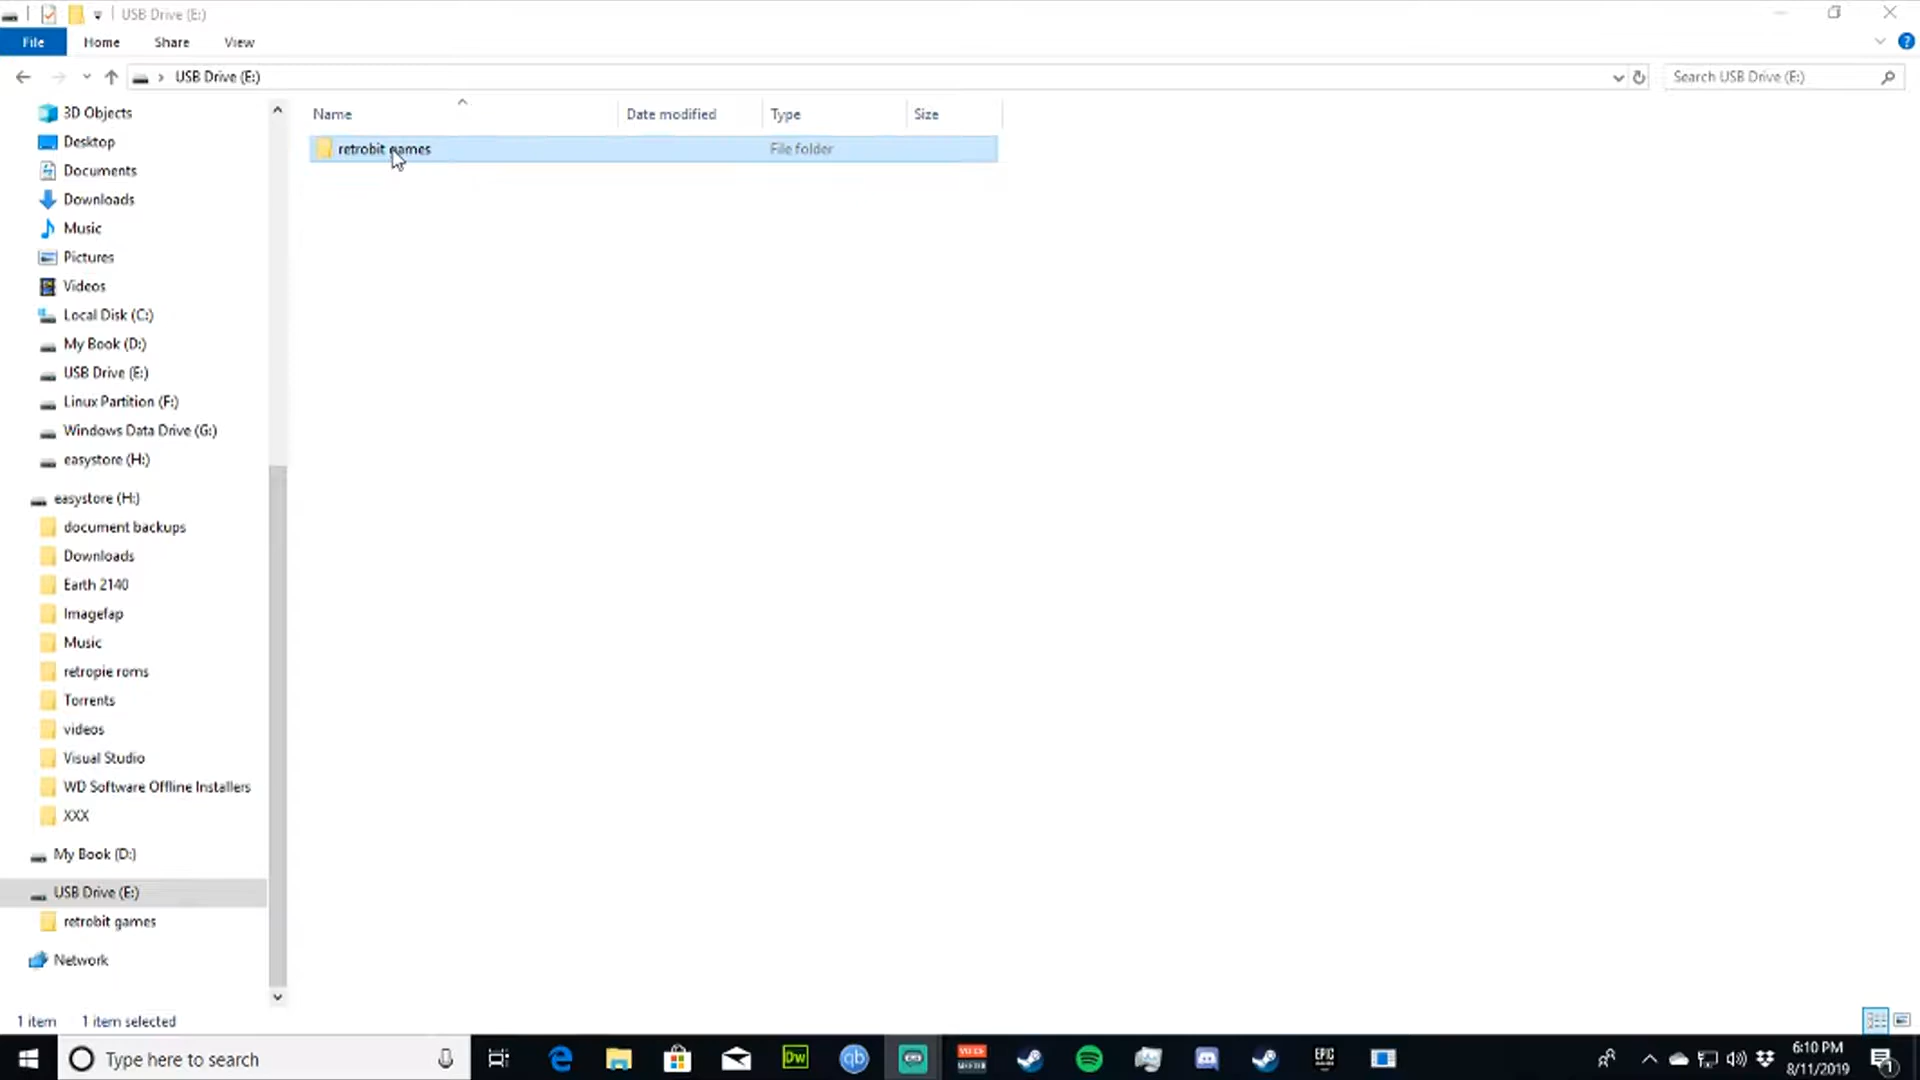 USB Drive (E:)
File
Home
Share
View
USB Drive (E:)
Search USB Drive (E:)
Name
Date modified
Type
Size
retrobit games
File folder
3D Objects
Desktop
Documents
Downloads
Music
Pictures
Videos
Local Disk (C:)
My Book (D:)
USB Drive (E:)
Linux Partition (F:)
Windows Data Drive (G:)
easystore (H:)
easystore (H:)
document backups
Downloads
Earth 2140
Imagefap
Music
retropie roms
Torrents
videos
Visual Studio
WD Software Offline Installers
XXX
My Book (D:)
USB Drive (E:)
retrobit games
Network
1 item
1 item selected
Type here to search
Dw
qb
EPIC
6:10 PM
8/11/2019
1